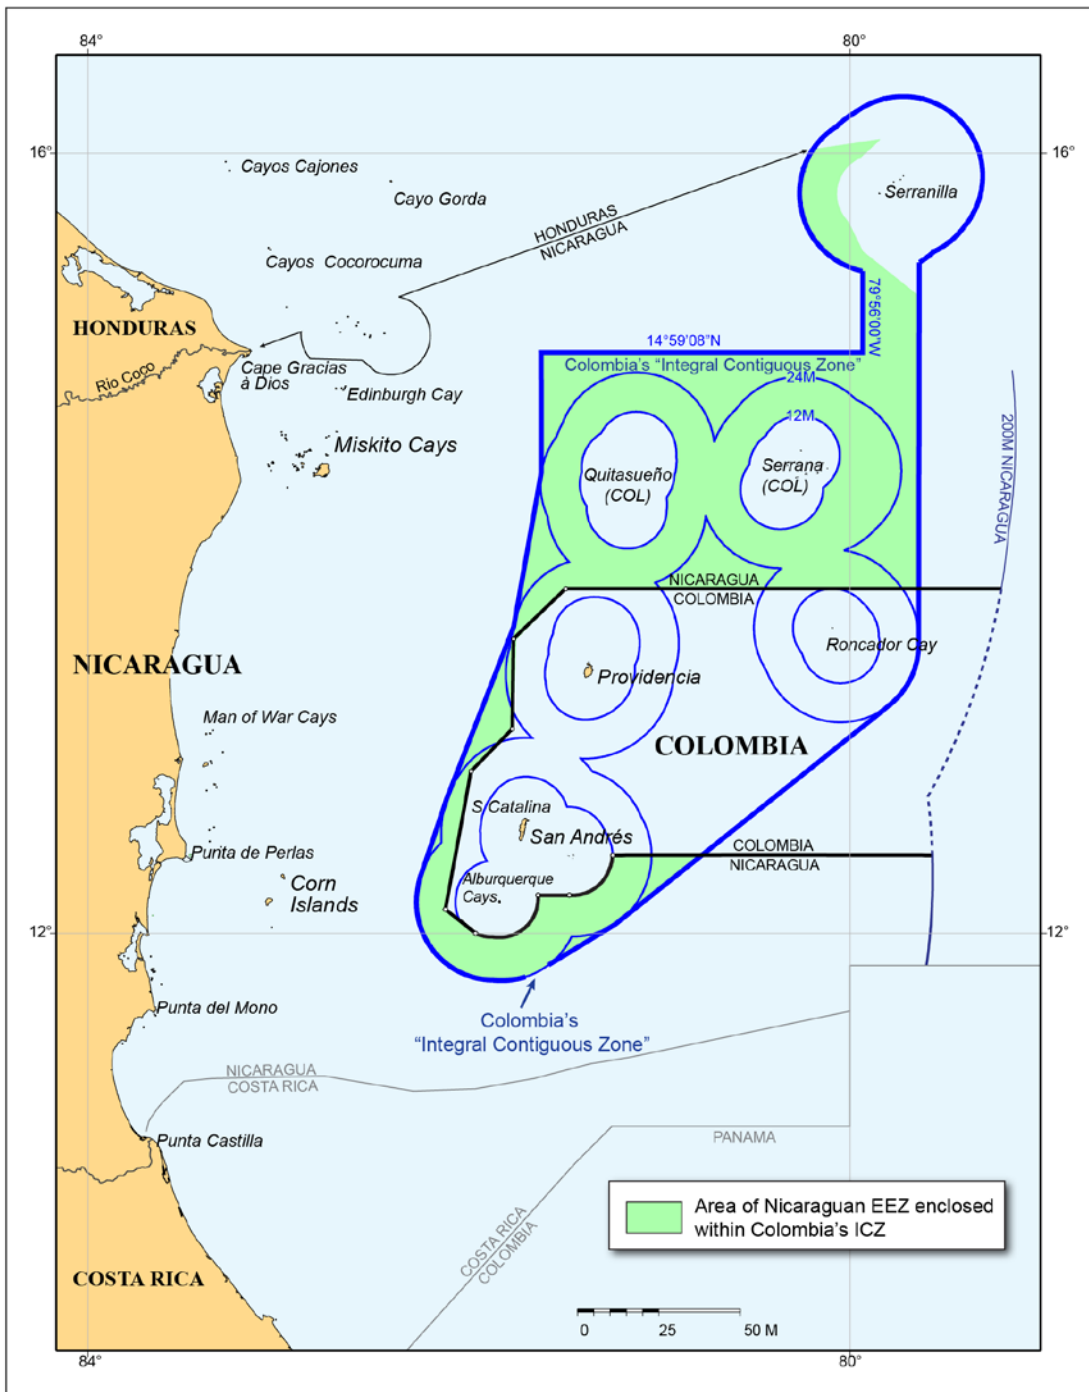 84°
80°
16°
16°
Cayos Cajones
Cayo Gorda
Serranilla
HONDURAS
NICARAGUA
Cayos Cocorocuma
79°56'00"W
HONDURAS
14°59'08"N
Colombia's "Integral Contiguous Zone"
Rio Coco
Cape Gracias
à Dios
24M
Edinburgh Cay
12M
Miskito Cays
200M NICARAGUA
Quitasueño
(COL)
Serrana
(COL)
NICARAGUA
COLOMBIA
Roncador Cay
NICARAGUA
Providencia
Man of War Cays
COLOMBIA
S Catalina
San Andrés
COLOMBIA
NICARAGUA
Punta de Perlas
Corn
Islands
Alburquerque
Cays
12°
12°
Punta del Mono
Colombia's
"Integral Contiguous Zone"
NICARAGUA
COSTA RICA
Punta Castilla
PANAMA
Area of Nicaraguan EEZ enclosed
within Colombia's ICZ
COSTA RICA
COLOMBIA
COSTA RICA
0 25 50 M
84°
80°